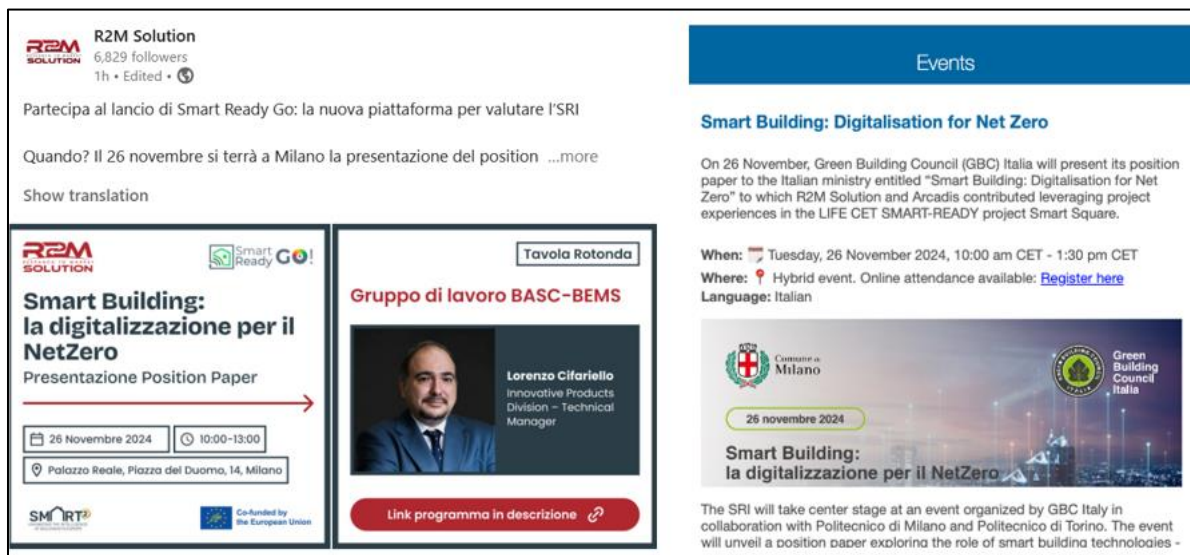 R2M
SOLUTION
R2M Solution
6,829 followers
1h • Edited •
Partecipa al lancio di Smart Ready Go: la nuova piattaforma per valutare l'SRI
Quando? Il 26 novembre si terrà a Milano la presentazione del position ...more
Show translation
R2M
RESEARCH TO MARKET
SOLUTION
Smart
Ready GO!
Smart Building:
la digitalizzazione per il
NetZero
Presentazione Position Paper
26 Novembre 2024
10:00-13:00
Palazzo Reale, Piazza del Duomo, 14, Milano
SMART2
Co-funded by
the European Union
Tavola Rotonda
Gruppo di lavoro BASC-BEMS
Lorenzo Cifariello
Innovative Products
Division – Technical
Manager
Link programma in descrizione
Events
Smart Building: Digitalisation for Net Zero
On 26 November, Green Building Council (GBC) Italia will present its position
paper to the Italian ministry entitled "Smart Building: Digitalisation for Net
Zero" to which R2M Solution and Arcadis contributed leveraging project
experiences in the LIFE CET SMART-READY project Smart Square.
When: Tuesday, 26 November 2024, 10:00 am CET - 1:30 pm CET
Where: Hybrid event. Online attendance available: Register here
Language: Italian
Comune di
Milano
Green
Building
Council
Italia
26 novembre 2024
Smart Building:
la digitalizzazione per il NetZero
The SRI will take center stage at an event organized by GBC Italy in
collaboration with Politecnico di Milano and Politecnico di Torino. The event
will unveil a position paper exploring the role of smart building technologies -